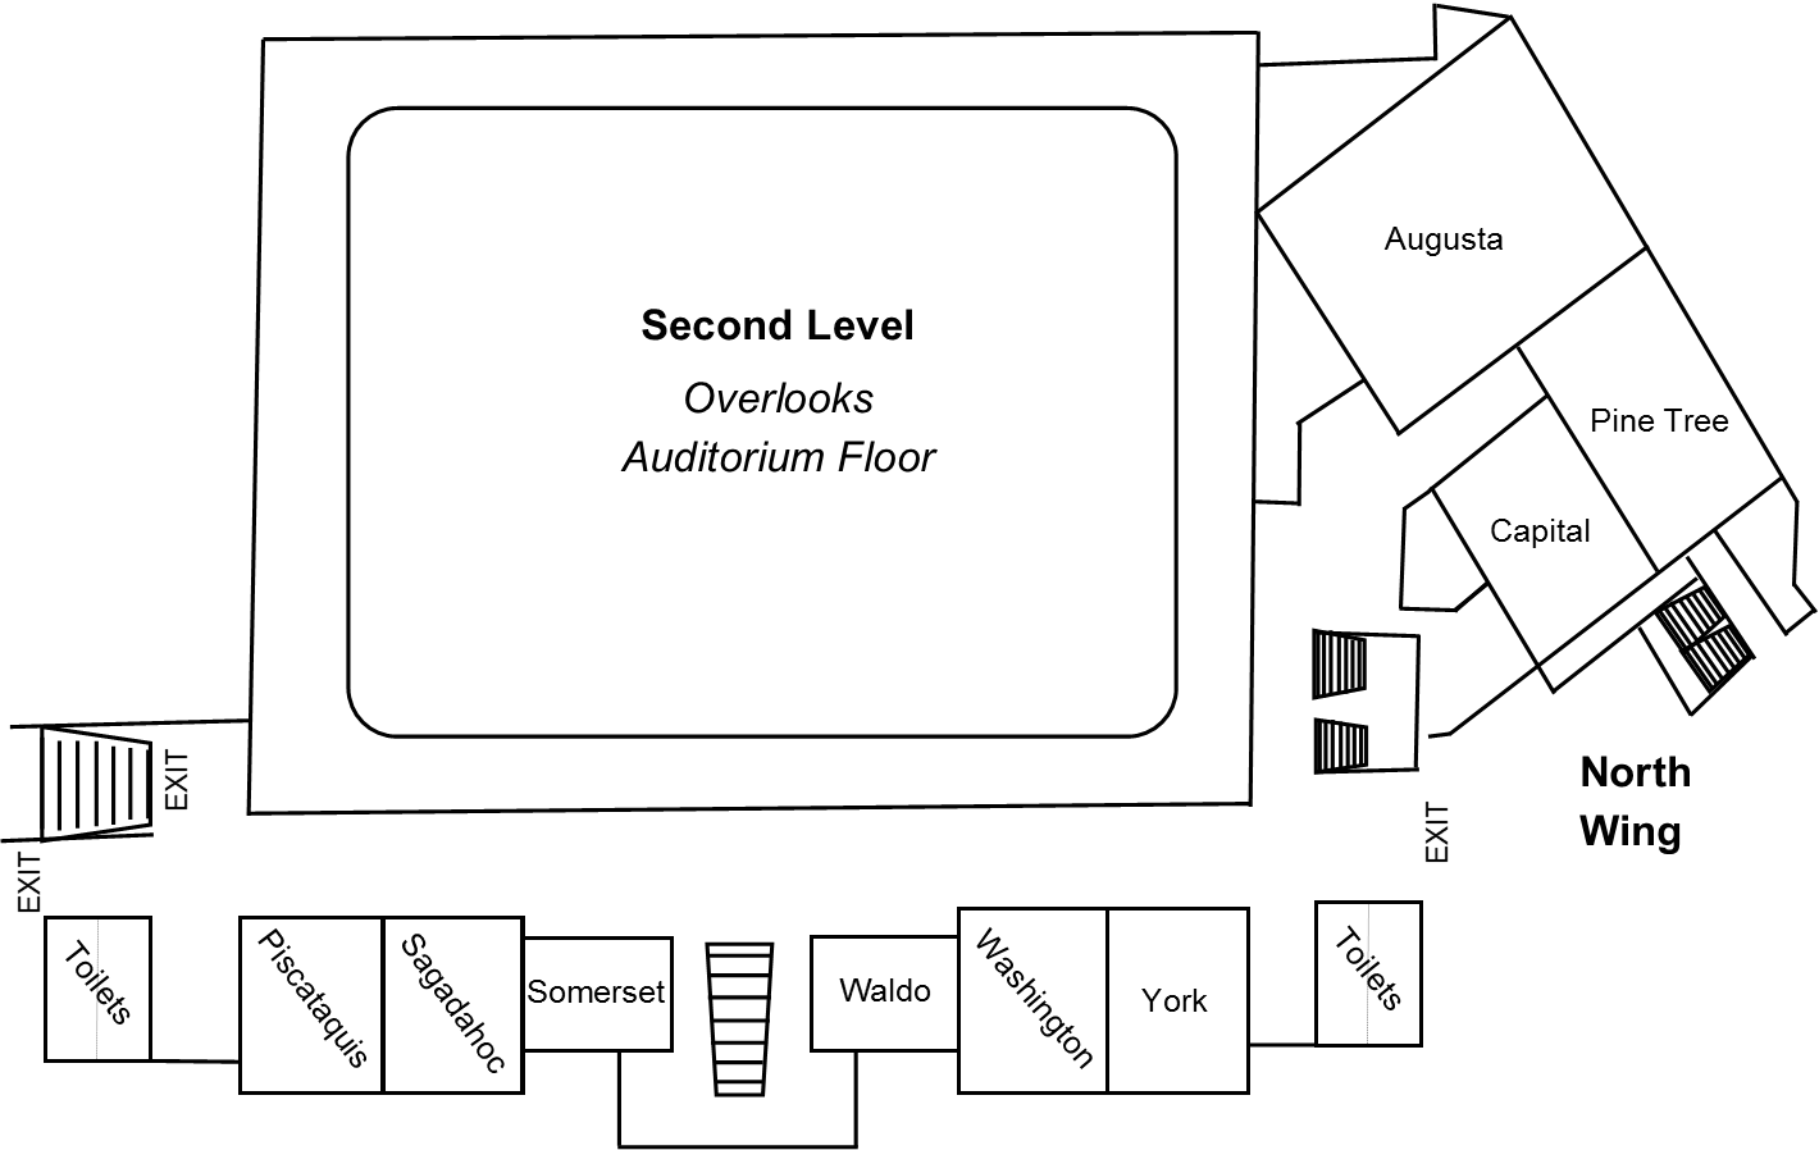 Augusta
Second Level
Overlooks
Auditorium Floor
Pine Tree
Capital
EXIT
North
Wing
EXIT
EXIT
Toilets
Piscataquis
Sagadahoc
Somerset
Waldo
Washington
York
Toilets